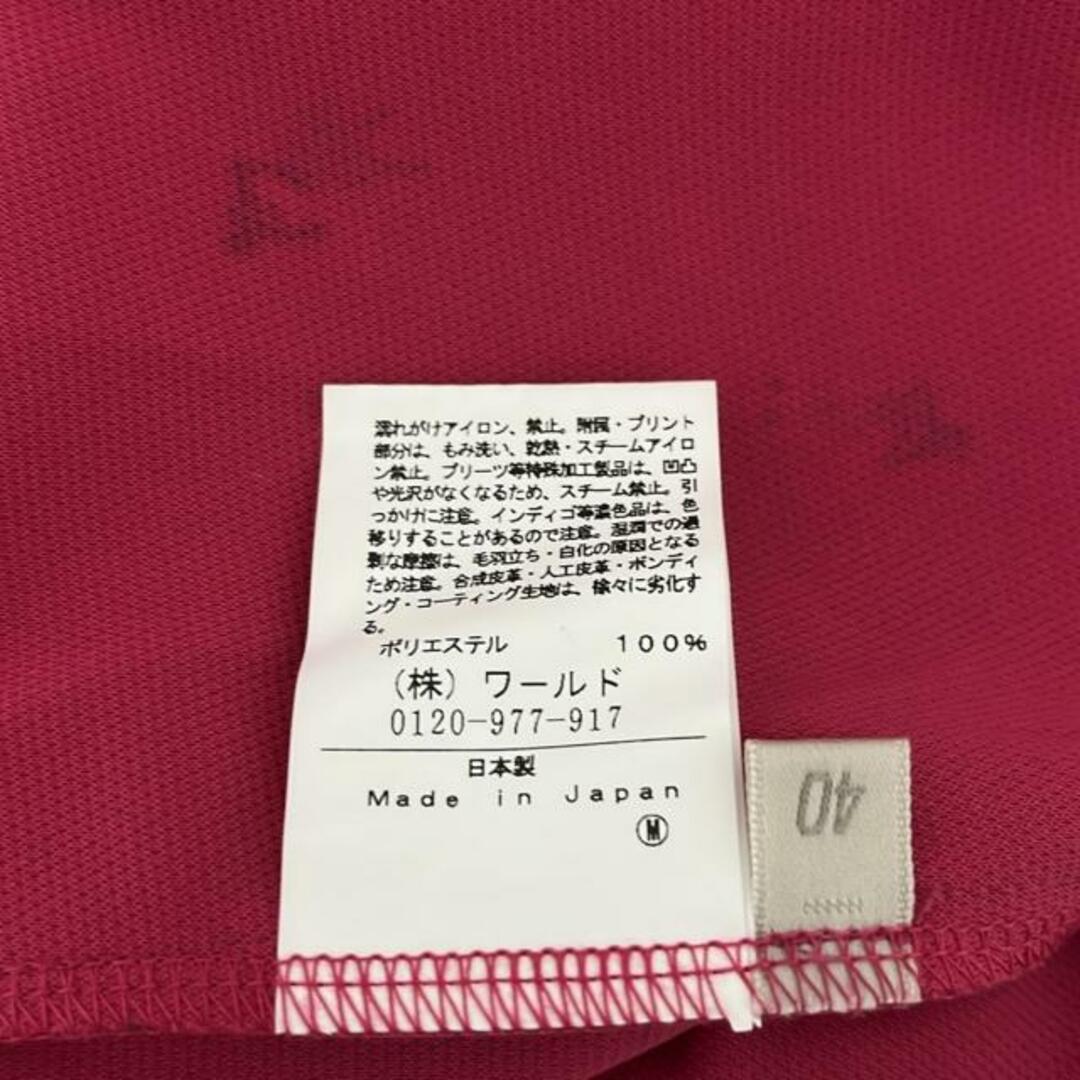 濡れがけアイロン、禁止。附属・プリント
部分は、もみ洗い、乾熱・スチームアイロ
ン禁止。プリーツ等特殊加工製品は、凹凸
や光沢がなくなるため、スチーム禁止。引
っかけに注意。インディゴ等濃色品は、色
移りすることがあるので注意。湿潤での過
剰な摩擦は、毛羽立ち・白化の原因となる
ため注意。合成皮革・人工皮革・ボンディ
ング・コーティング生地は、徐々に劣化す
る。
ポリエステル 100%
(株) ワールド
0120-977-917
日本製
Made in Japan
M
40